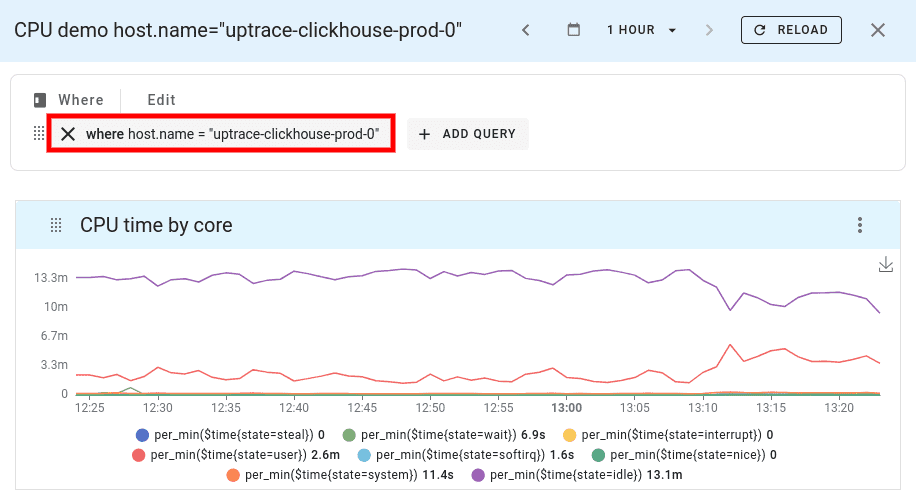 CPU demo host.name="uptrace-clickhouse-prod-0" 1 HOUR RELOAD
Where Edit
where host.name = "uptrace-clickhouse-prod-0" + ADD QUERY
CPU time by core
13.3m
10m
6.7m
3.3m
0
12:25 12:30 12:35 12:40 12:45 12:50 12:55 13:00 13:05 13:10 13:15 13:20
per_min($time{state=steal}) 0 per_min($time{state=wait}) 6.9s per_min($time{state=interrupt}) 0
per_min($time{state=user}) 2.6m per_min($time{state=softirq}) 1.6s per_min($time{state=nice}) 0
per_min($time{state=system}) 11.4s per_min($time{state=idle}) 13.1m